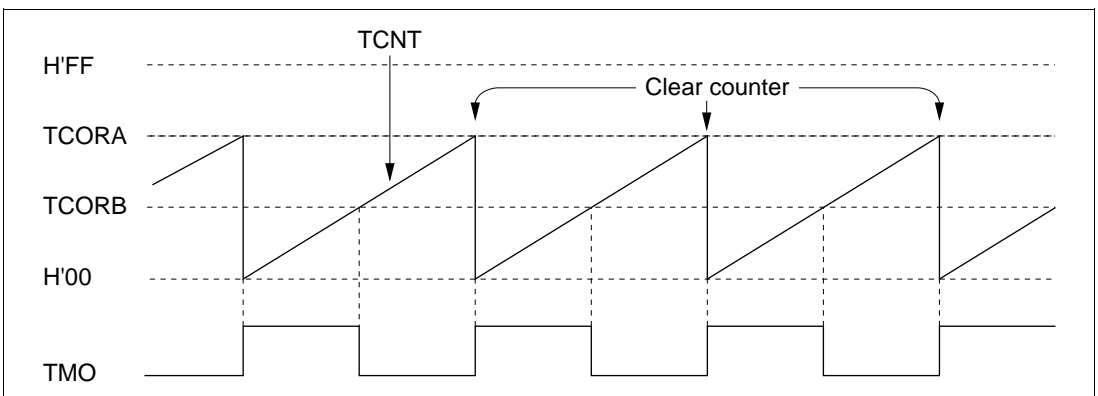 TCNT
H'FF
Clear counter
TCORA
TCORB
H'00
TMO